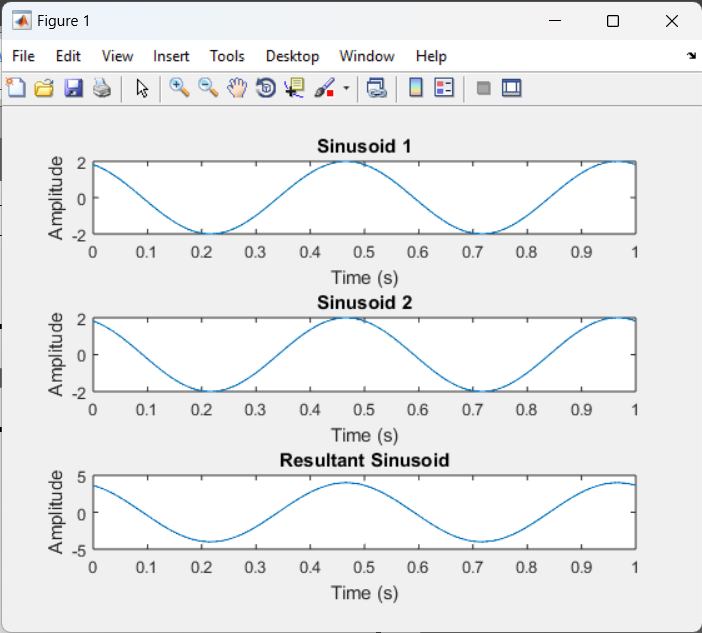 Figure 1
File Edit View Insert Tools Desktop Window Help
Sinusoid 1
Amplitude
2
0
-2
0 0.1 0.2 0.3 0.4 0.5 0.6 0.7 0.8 0.9 1
Time (s)
Sinusoid 2
Amplitude
2
0
-2
0 0.1 0.2 0.3 0.4 0.5 0.6 0.7 0.8 0.9 1
Time (s)
Resultant Sinusoid
Amplitude
5
0
-5
0 0.1 0.2 0.3 0.4 0.5 0.6 0.7 0.8 0.9 1
Time (s)